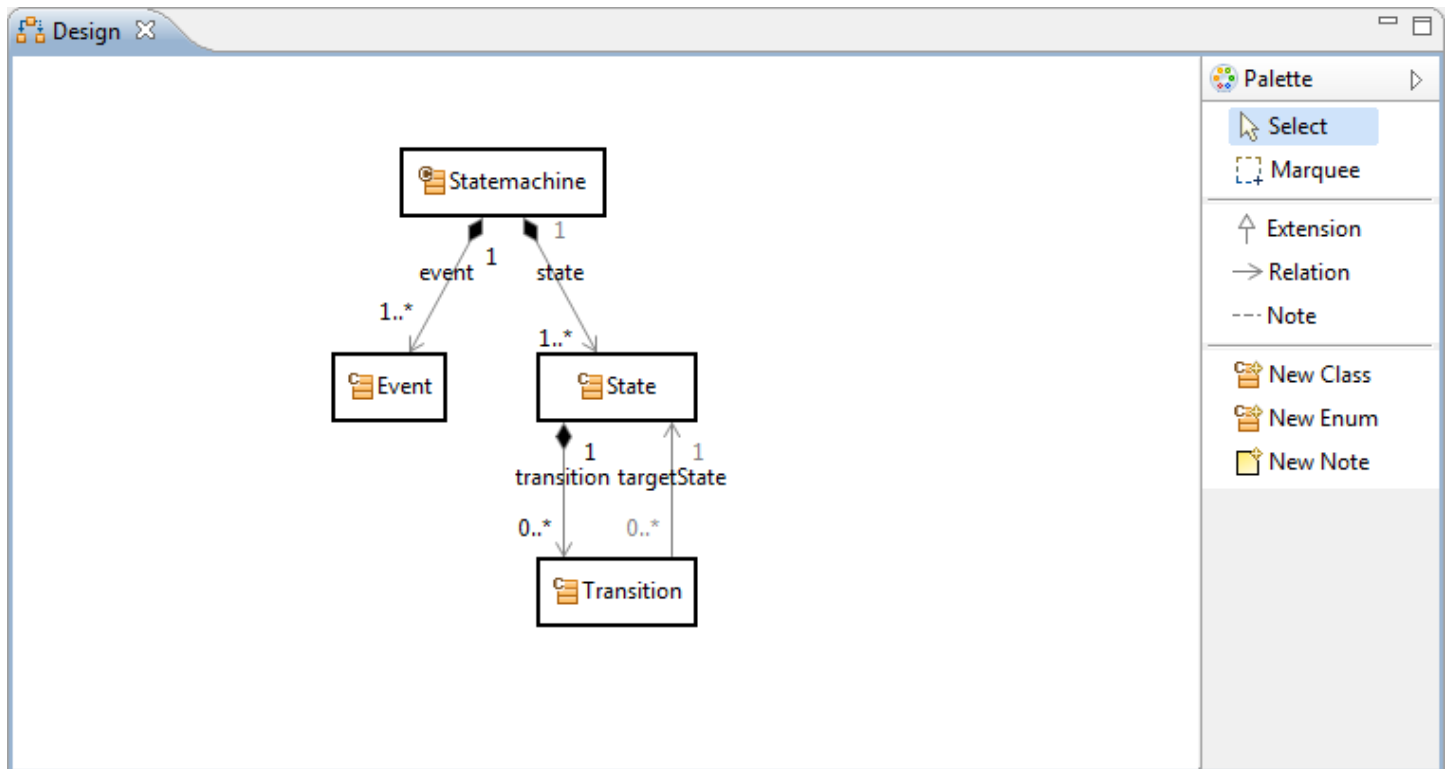 Design
Palette
Select
Marquee
Extension
Relation
Note
New Class
New Enum
New Note
Statemachine
1
1
event
state
1..*
1..*
Event
State
1
1
transition
targetState
0..*
0..*
Transition